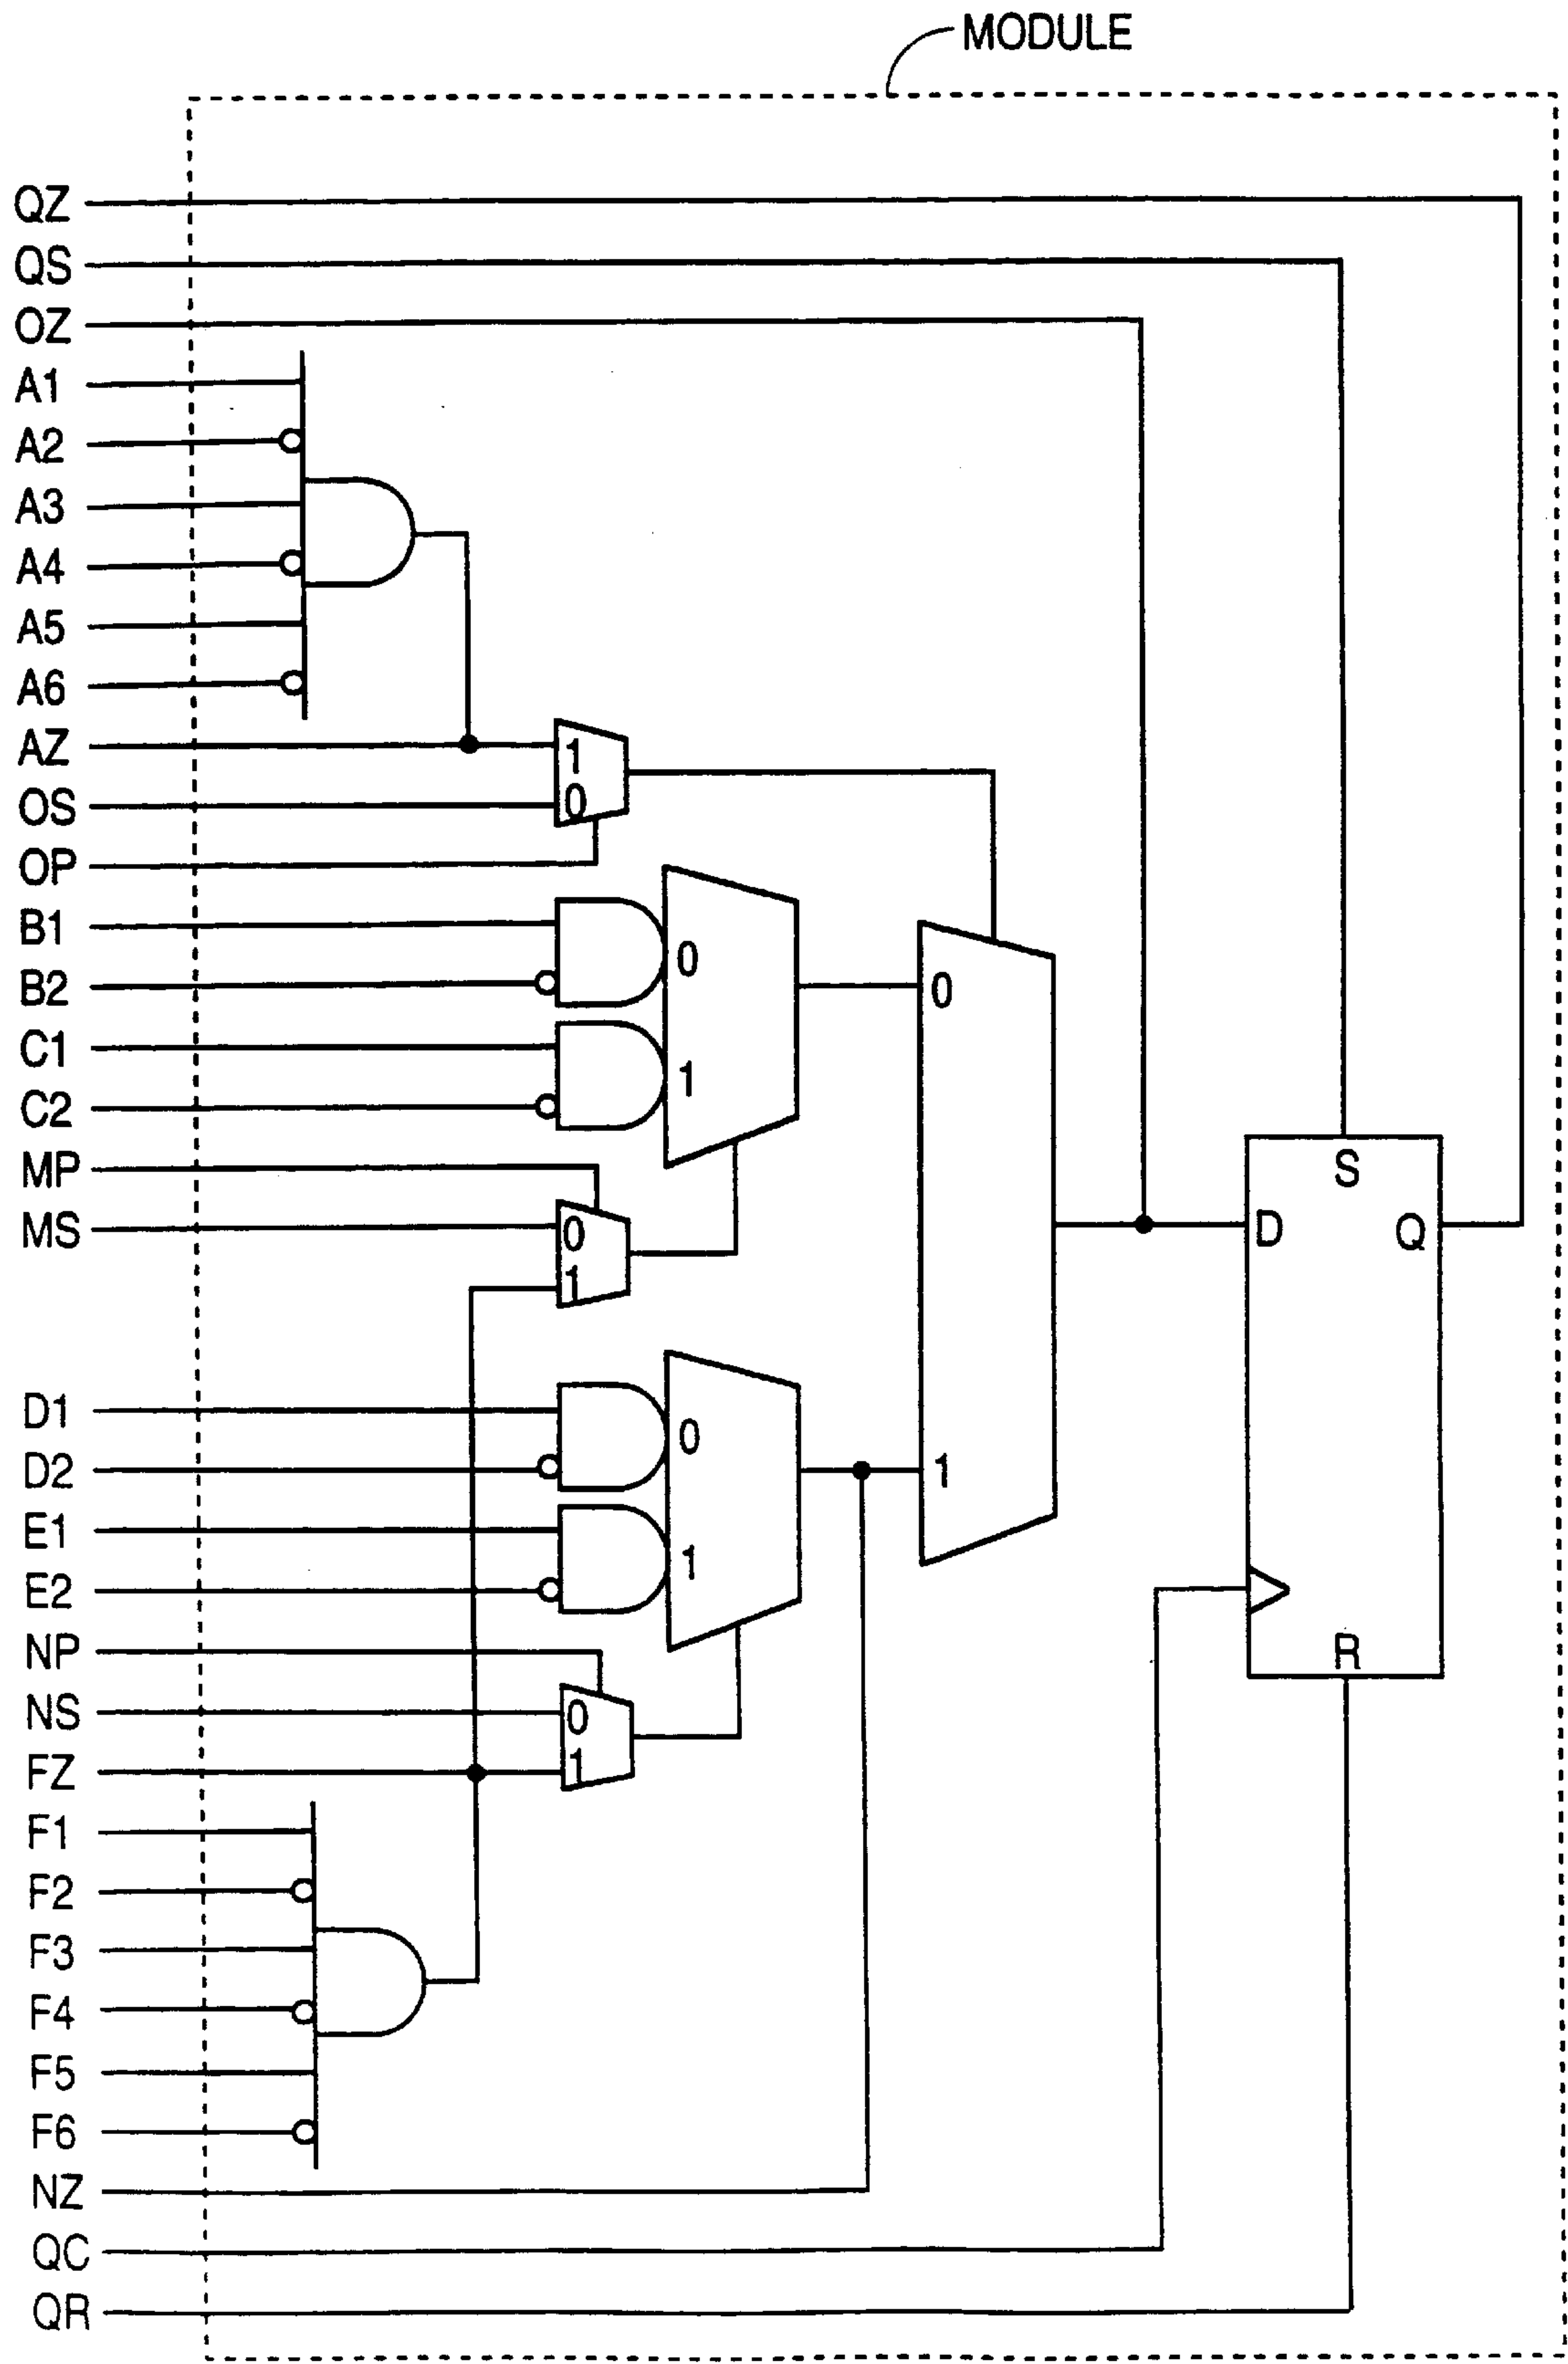 MODULE
QZ
QS
OZ
A1
A2
A3
A4
A5
A6
AZ
1
OS
0
OP
B1
0
B2
0
C1
1
C2
MP
S
MS
0
D
Q
1
D1
0
D2
1
E1
1
E2
NP
R
NS
0
FZ
1
F1
F2
F3
F4
F5
F6
NZ
QC
QR